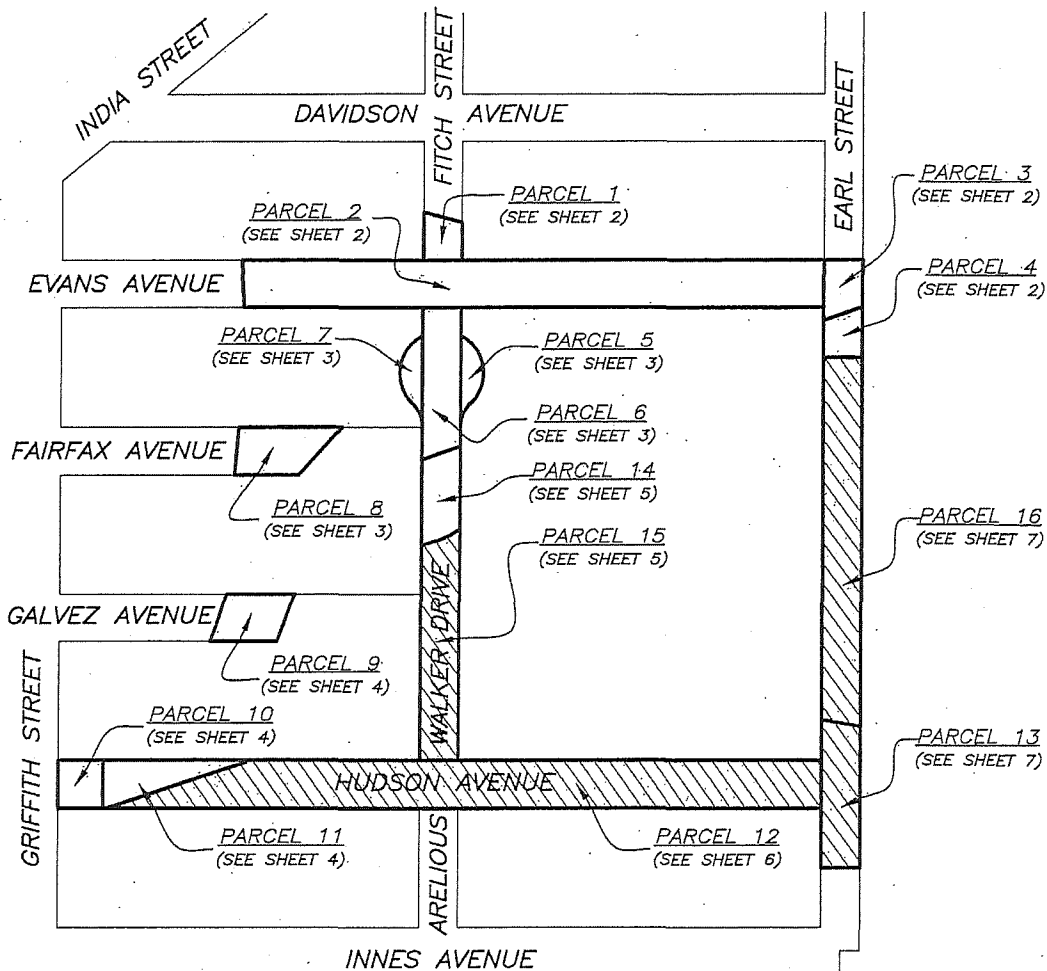 INDIA STREET
FITCH STREET
EARL STREET
DAVIDSON AVENUE
PARCEL 1
(SEE SHEET 2)
PARCEL 2
(SEE SHEET 2)
PARCEL 3
(SEE SHEET 2)
EVANS AVENUE
PARCEL 4
(SEE SHEET 2)
PARCEL 7
(SEE SHEET 3)
PARCEL 5
(SEE SHEET 3)
PARCEL 6
(SEE SHEET 3)
FAIRFAX AVENUE
PARCEL 14
(SEE SHEET 5)
PARCEL 8
(SEE SHEET 3)
PARCEL 15
(SEE SHEET 5)
PARCEL 16
(SEE SHEET 7)
GALVEZ AVENUE
WALKER DRIVE
PARCEL 9
(SEE SHEET 4)
GRIFFITH STREET
PARCEL 10
(SEE SHEET 4)
PARCEL 13
(SEE SHEET 7)
HUDSON AVENUE
PARCEL 11
(SEE SHEET 4)
ARELIOUS
PARCEL 12
(SEE SHEET 6)
INNES AVENUE